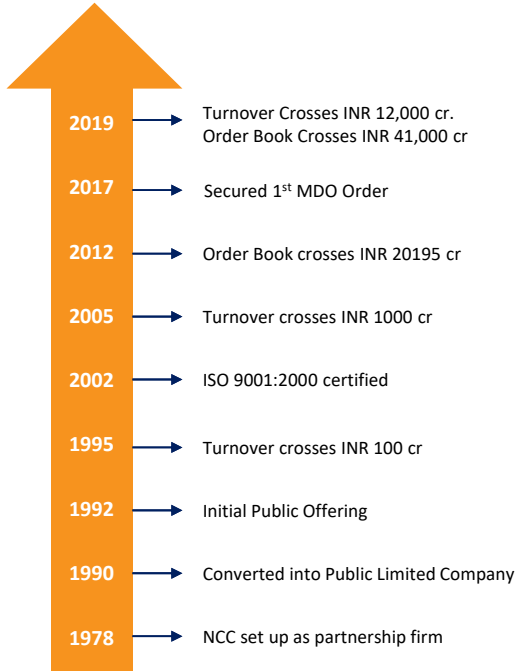 2019
Turnover Crosses INR 12,000 cr.
Order Book Crosses INR 41,000 cr
2017
Secured 1st MDO Order
2012
Order Book crosses INR 20195 cr
2005
Turnover crosses INR 1000 cr
2002
ISO 9001:2000 certified
1995
Turnover crosses INR 100 cr
1992
Initial Public Offering
1990
Converted into Public Limited Company
1978
NCC set up as partnership firm